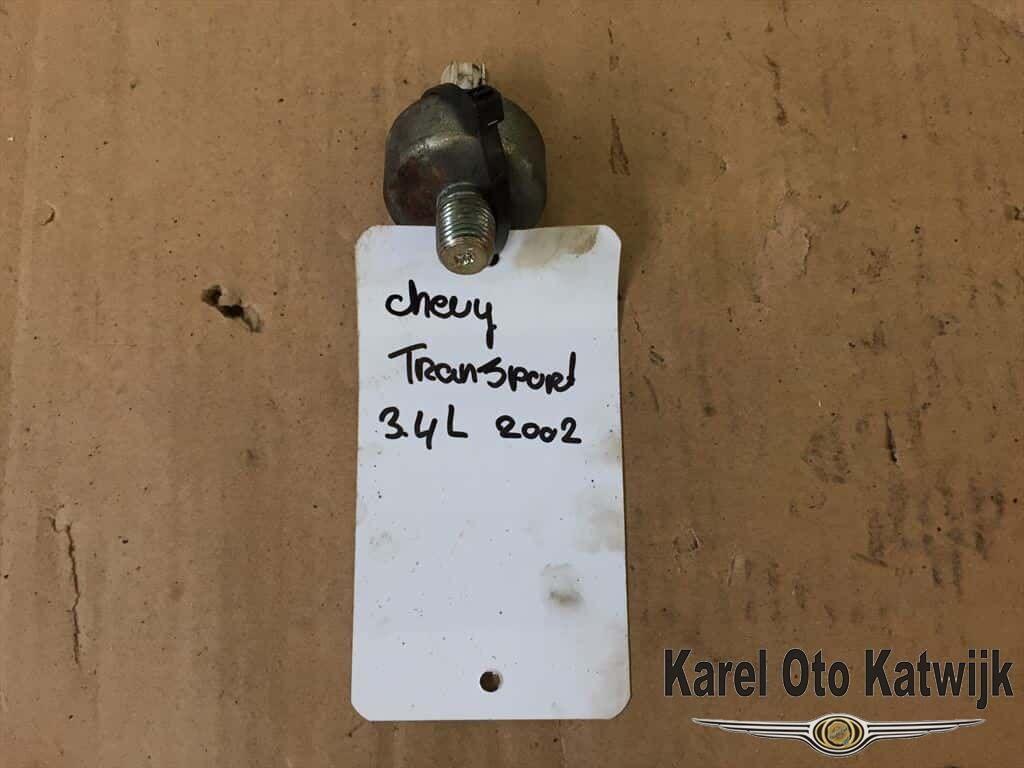 chevy
Transport
3.4L 2002
Karel Oto Katwijk